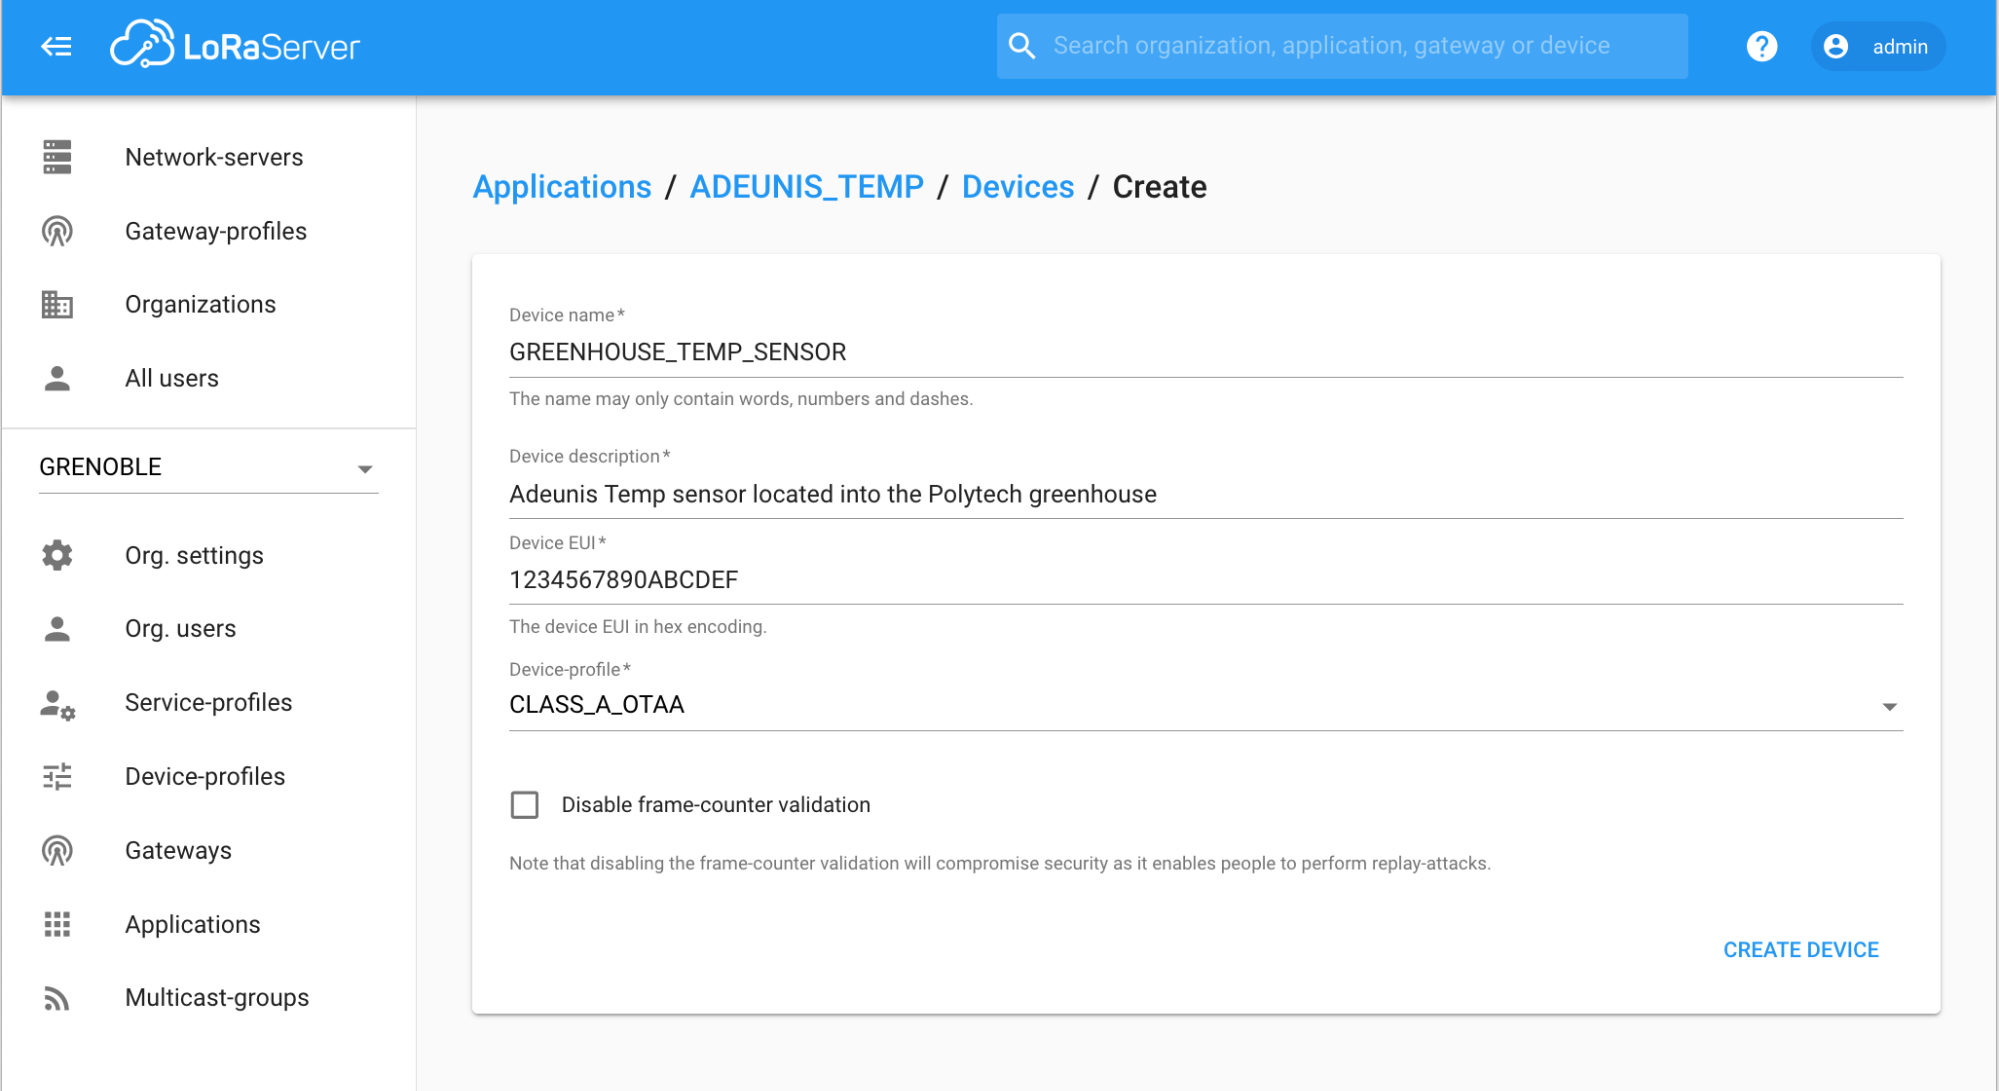 LoRaServer
Search organization, application, gateway or device
?
admin
Network-servers
Gateway-profiles
Organizations
All users
GRENOBLE
Org. settings
Org. users
Service-profiles
Device-profiles
Gateways
Applications
Multicast-groups
Applications / ADEUNIS_TEMP / Devices / Create
Device name*
GREENHOUSE_TEMP_SENSOR
The name may only contain words, numbers and dashes.
Device description*
Adeunis Temp sensor located into the Polytech greenhouse
Device EUI*
1234567890ABCDEF
The device EUI in hex encoding.
Device-profile*
CLASS_A_OTAA
Disable frame-counter validation
Note that disabling the frame-counter validation will compromise security as it enables people to perform replay-attacks.
CREATE DEVICE